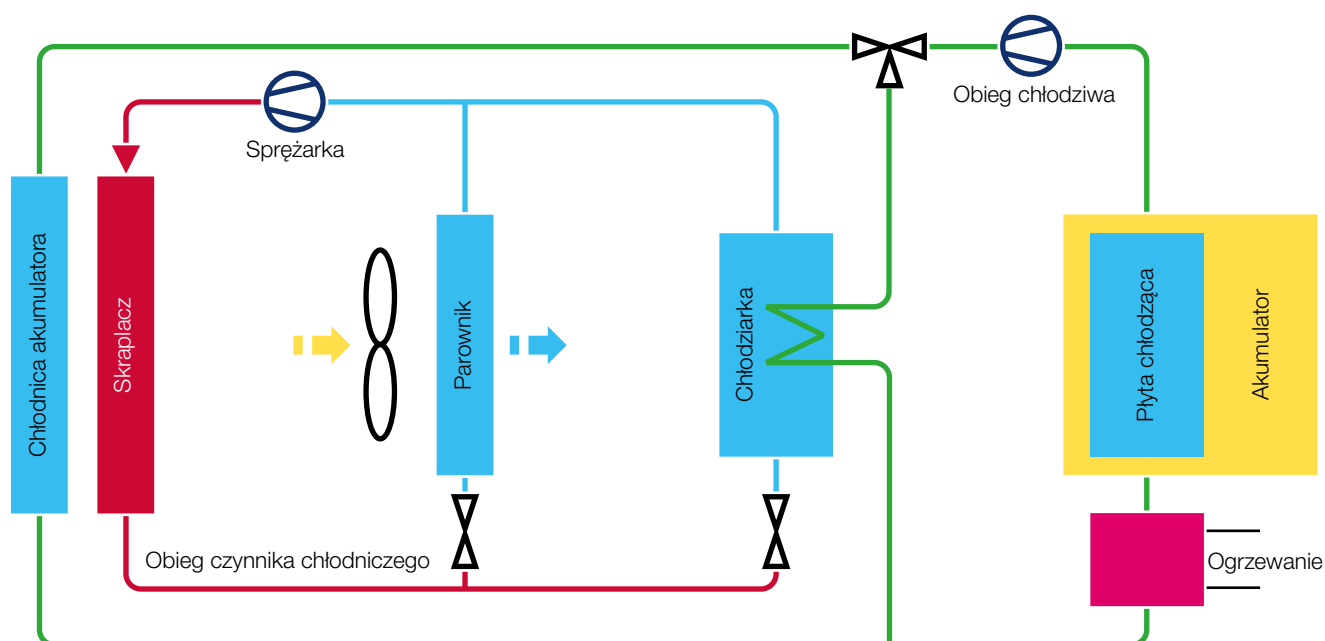 Obieg chłodziwa
Sprężarka
Chłodnica akumulatora
Skraplacz
Parownik
Chłodziarka
Płyta chłodząca
Akumulator
Obieg czynnika chłodniczego
Ogrzewanie